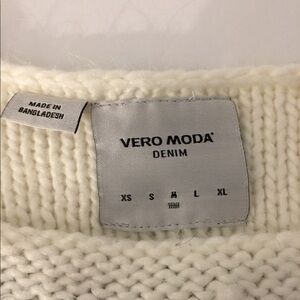 MADE IN
BANGLADESH
VERO MODA
DENIM
XS S M L XL